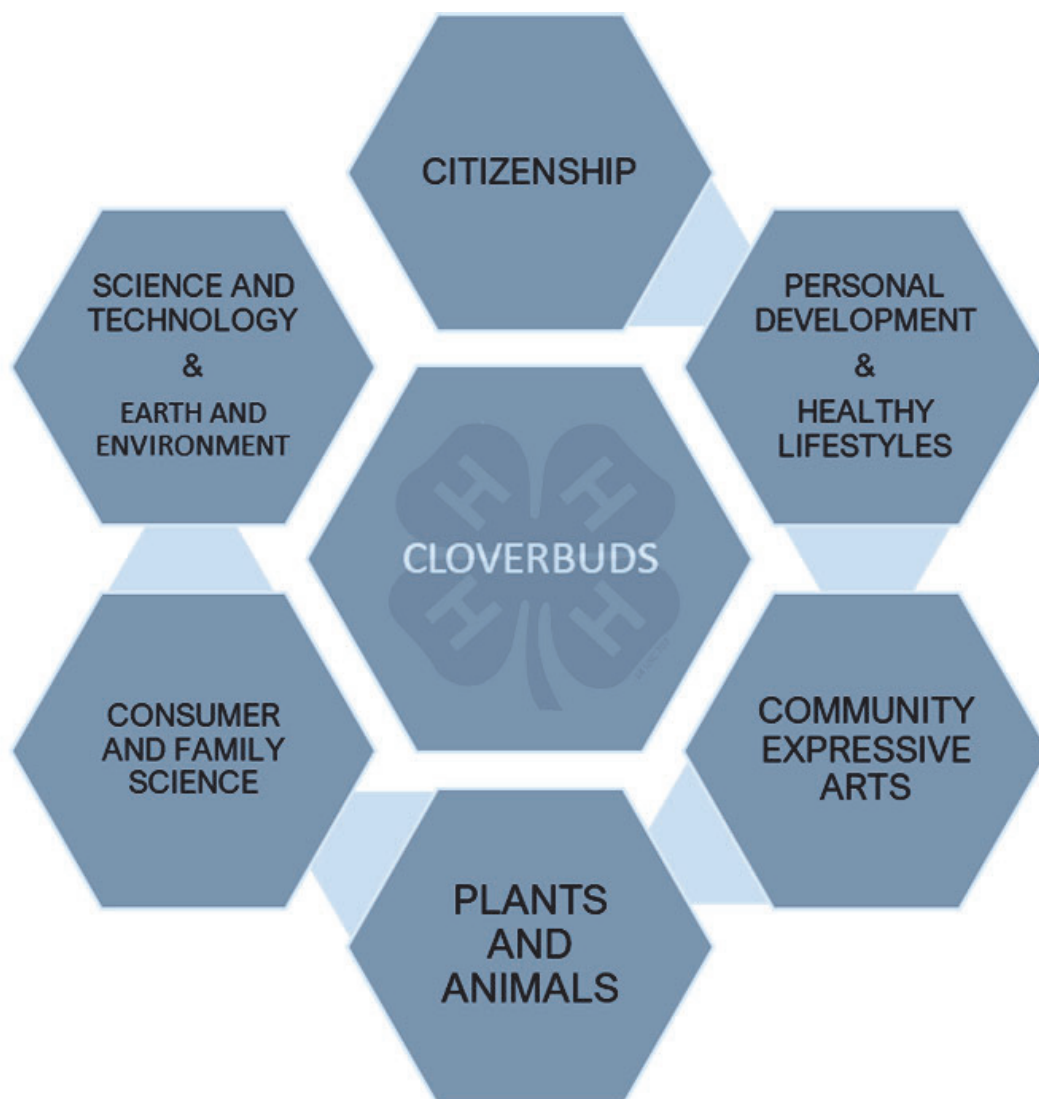 CITIZENSHIP
PERSONAL
DEVELOPMENT
&
HEALTHY
LIFESTYLES
COMMUNITY
EXPRESSIVE
ARTS
PLANTS
AND
ANIMALS
CONSUMER
AND FAMILY
SCIENCE
SCIENCE AND
TECHNOLOGY
&
EARTH AND
ENVIRONMENT
H H
CLOVERBUDS
H H